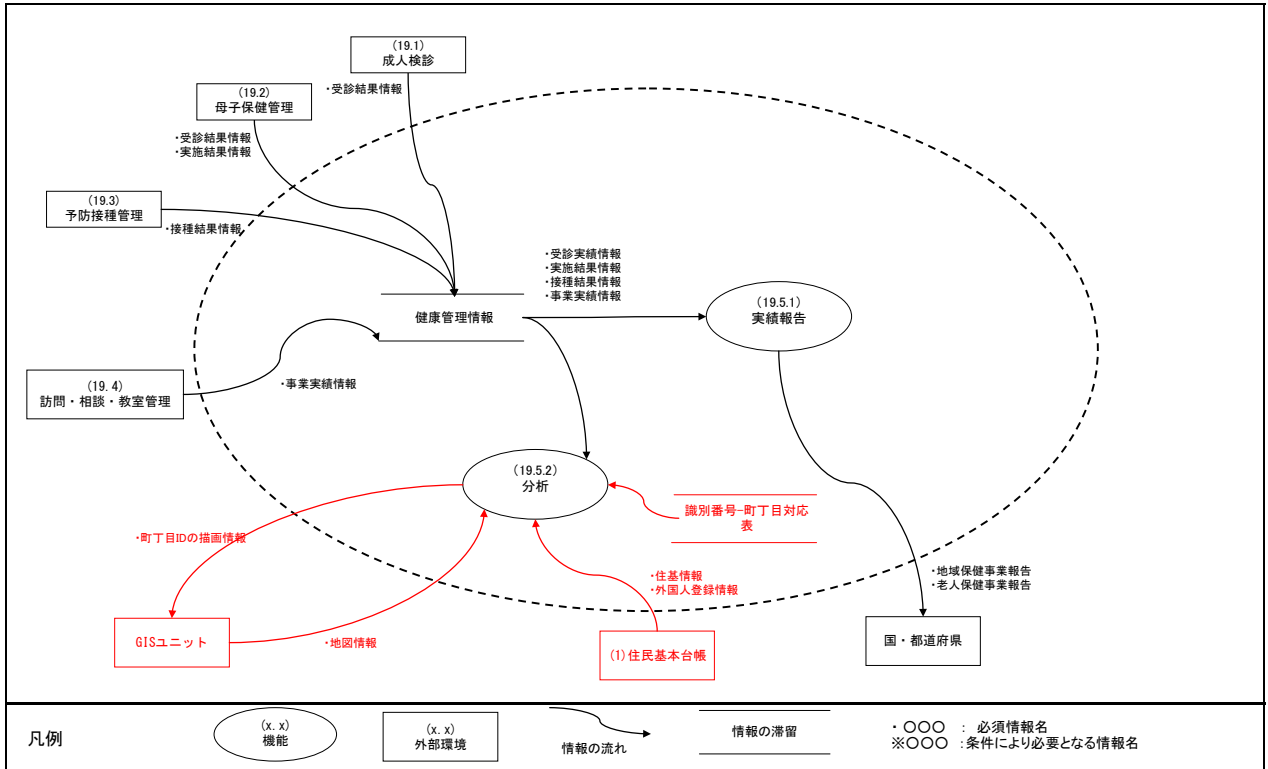 (19.1)
成人検診
・受診結果情報
(19.2)
母子保健管理
・受診結果情報
・実施結果情報
(19.3)
予防接種管理
・接種結果情報
・受診実績情報
・実施結果情報
・接種結果情報
・事業実績情報
健康管理情報
(19.5.1)
実績報告
(19.4)
訪問・相談・教室管理
・事業実績情報
(19.5.2)
分析
識別番号-町丁目対応
表
・町丁目IDの描画情報
・住基情報
・外国人登録情報
・地域保健事業報告
・老人保健事業報告
GISユニット
・地図情報
(1)住民基本台帳
国・都道府県
凡例
(x.x)
機能
(x.x)
外部環境
情報の流れ
情報の滞留
・○○○ : 必須情報名
※○○○ :条件により必要となる情報名